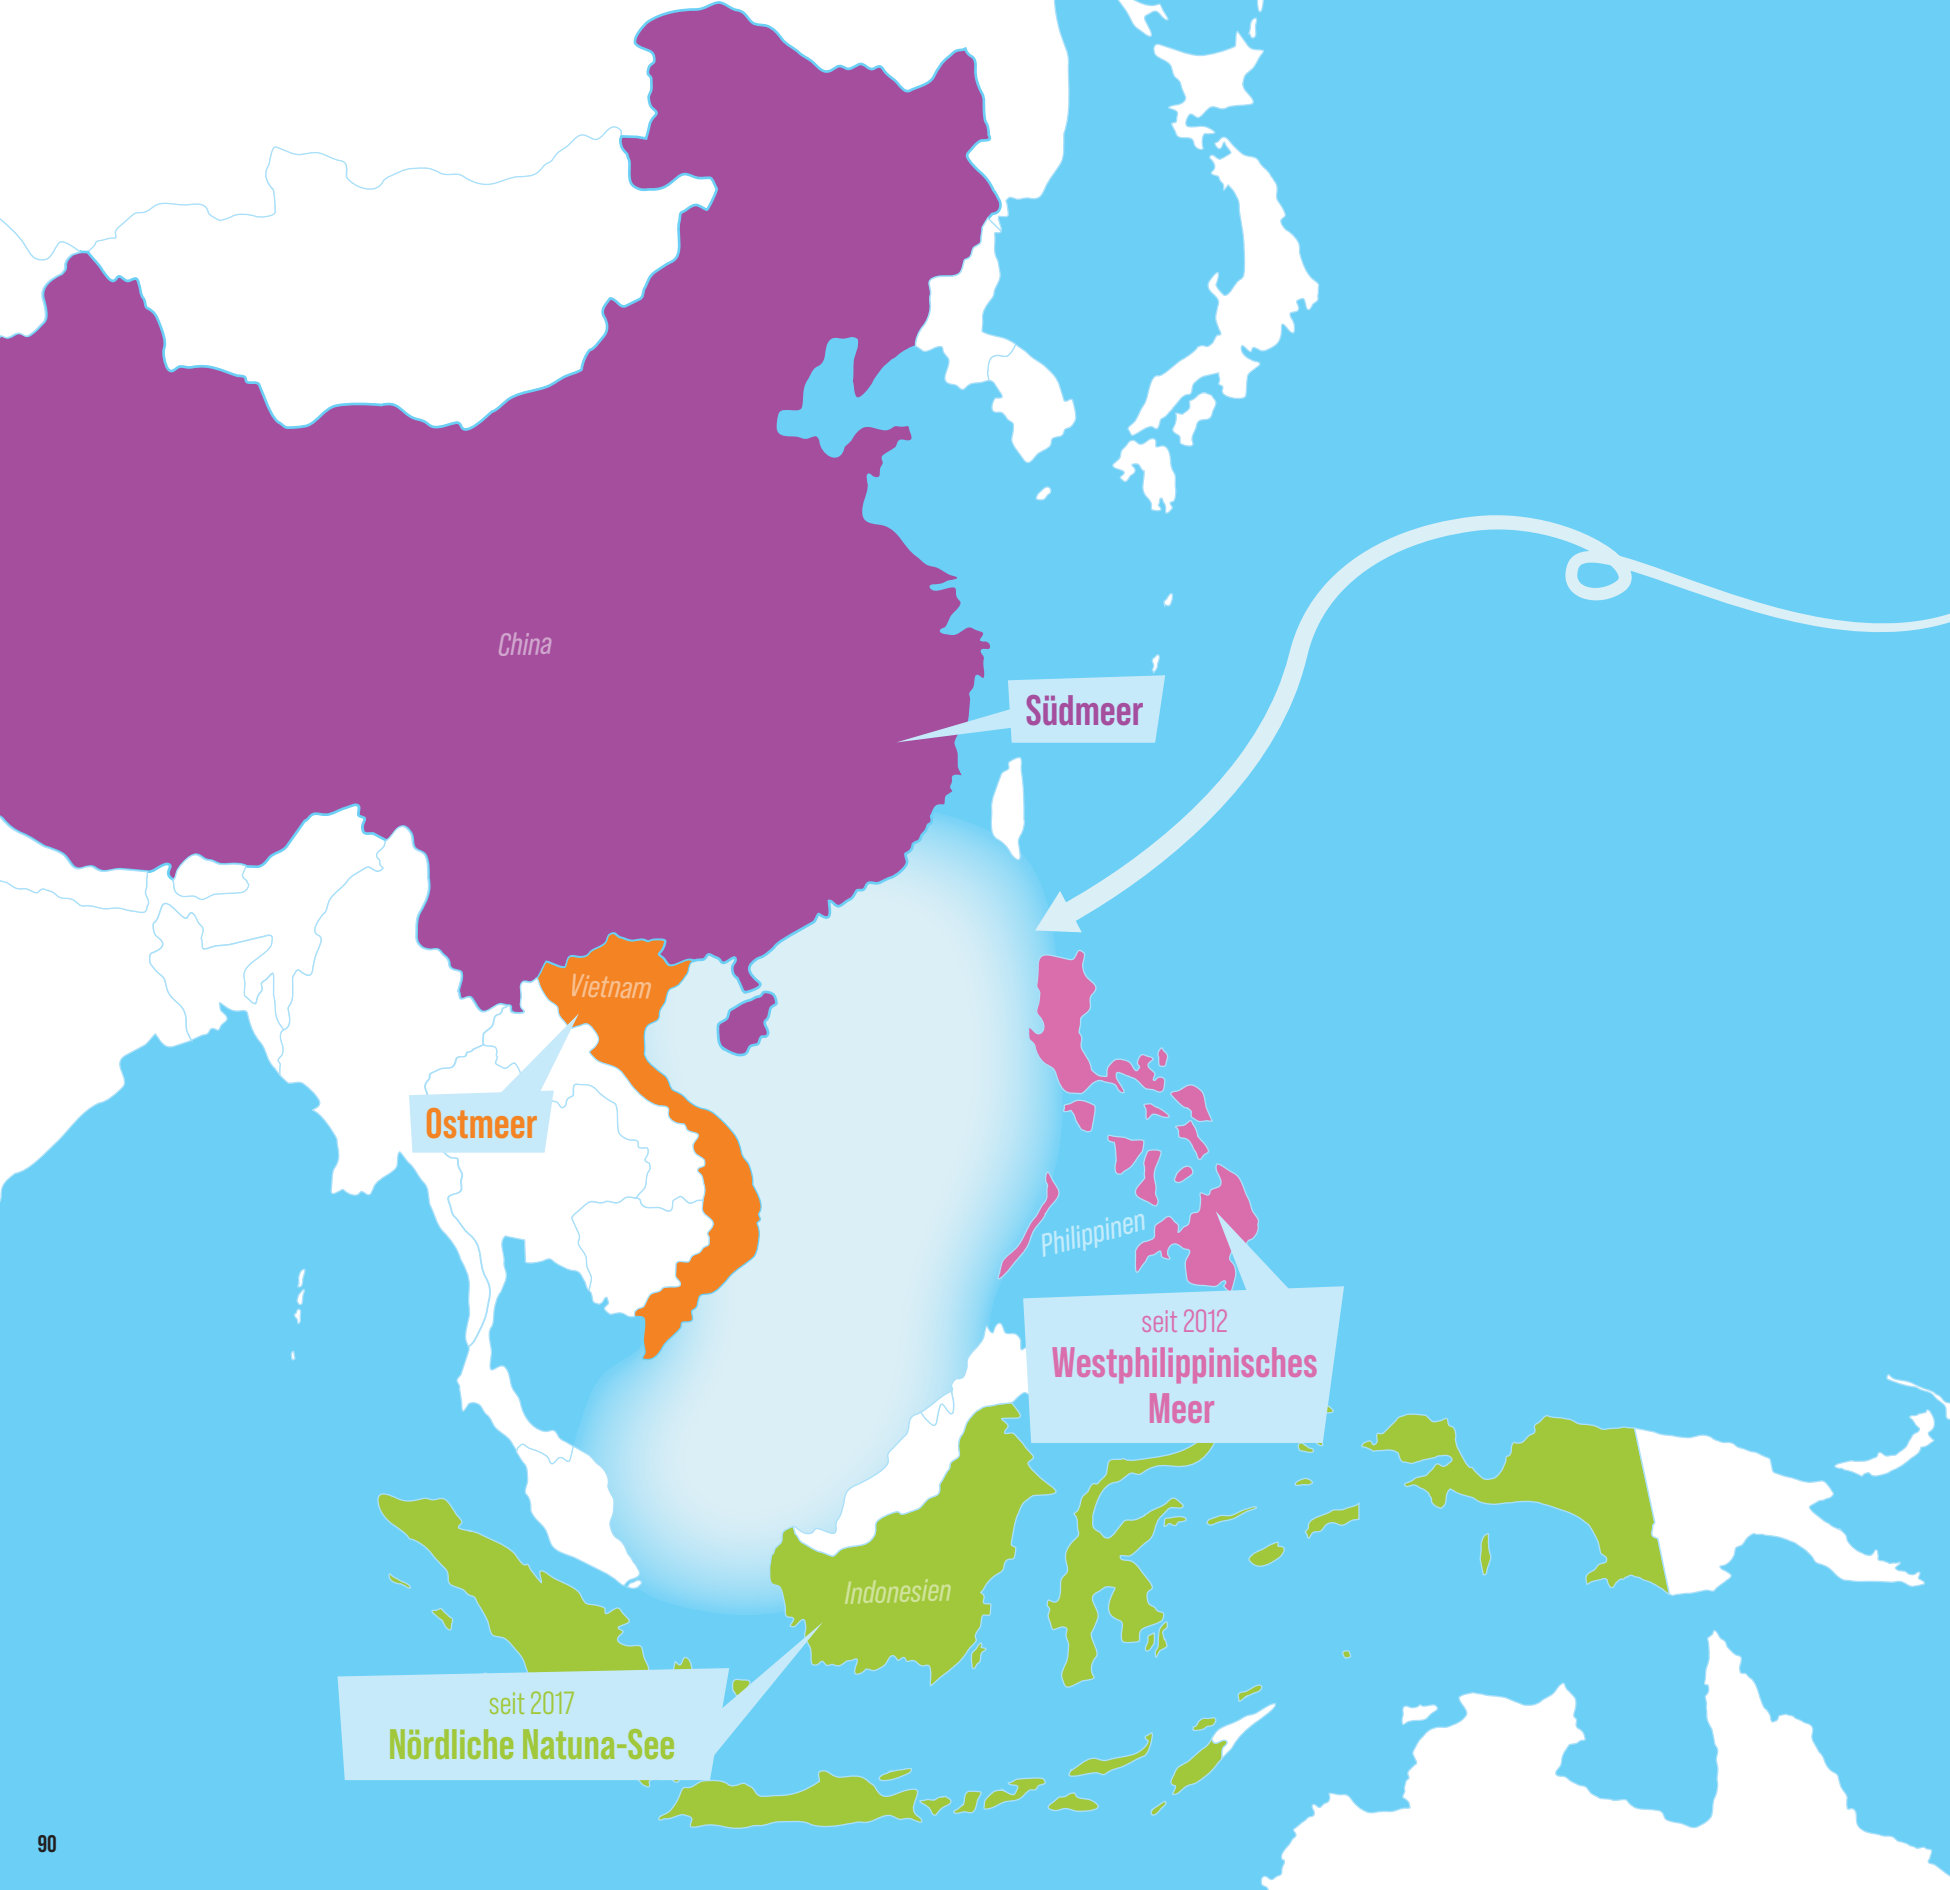 China
Südmeer
Vietnam
Ostmeer
Philippinen
seit 2012
Westphilippinisches
Meer
Indonesien
seit 2017
Nördliche Natuna-See
90